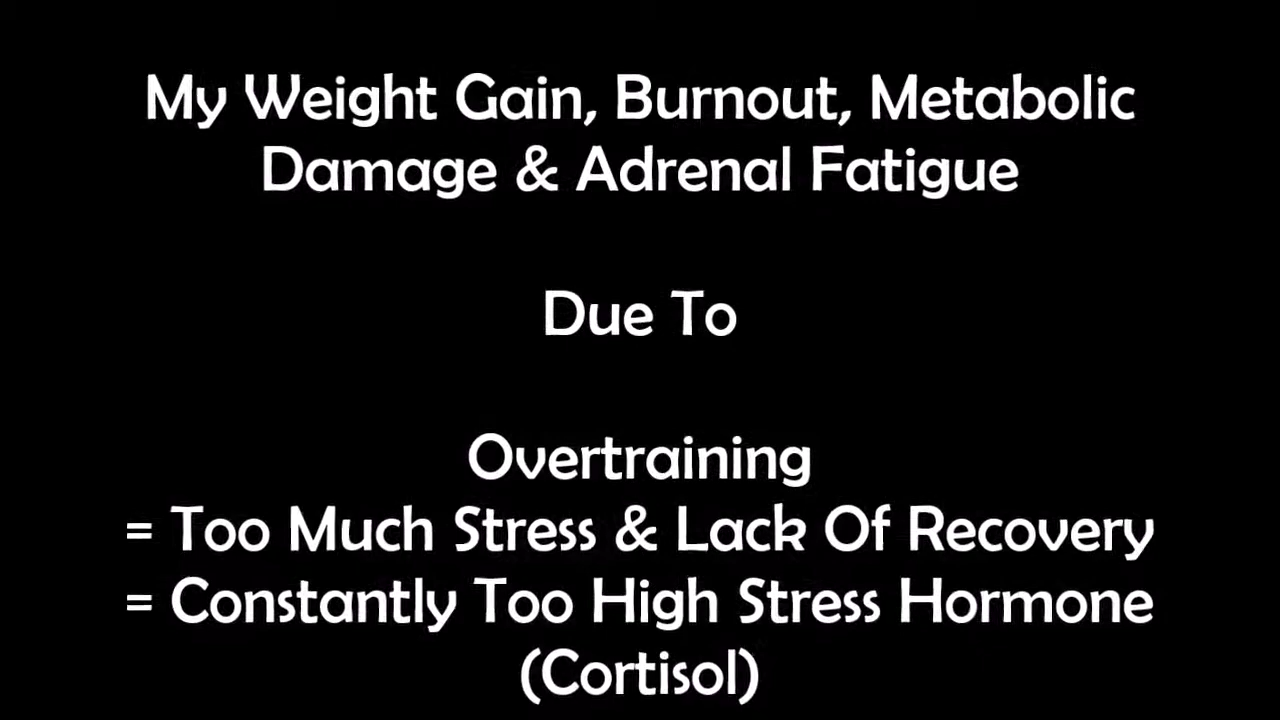 My Weight Gain, Burnout, Metabolic
Damage & Adrenal Fatigue
Due To
Overtraining
= Too Much Stress & Lack Of Recovery
= Constantly Too High Stress Hormone
(Cortisol)